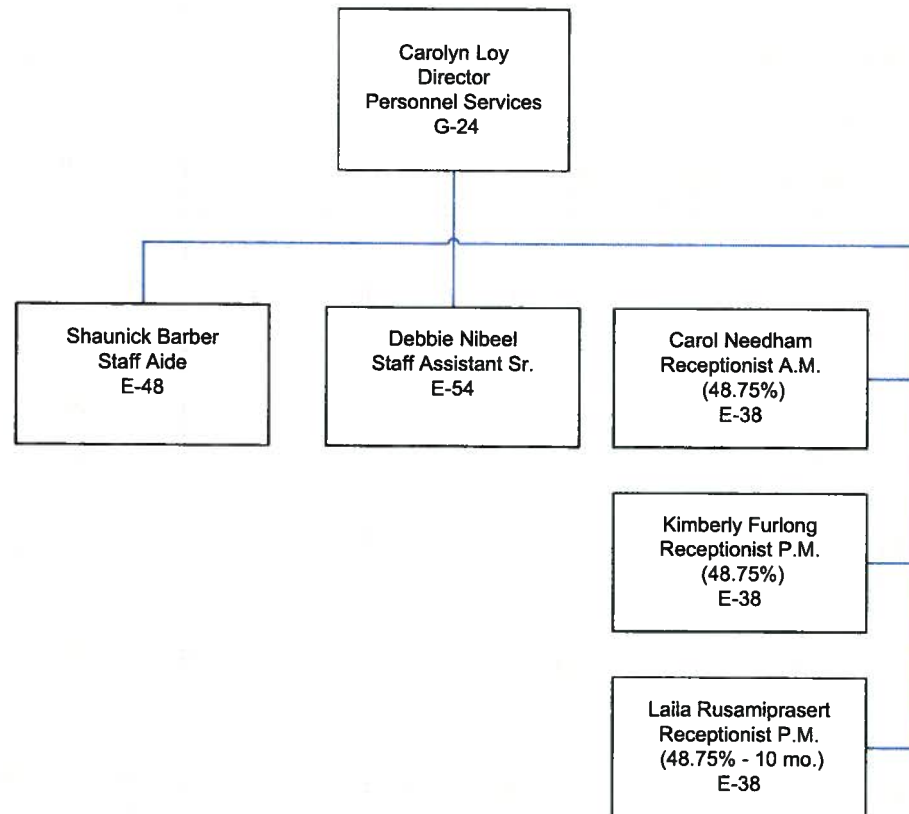 Carolyn Loy
Director
Personnel Services
G-24
Shaunick Barber
Staff Aide
E-48
Debbie Nibeel
Staff Assistant Sr.
E-54
Carol Needham
Receptionist A.M.
(48.75%)
E-38
Kimberly Furlong
Receptionist P.M.
(48.75%)
E-38
Laila Rusamiprasert
Receptionist P.M.
(48.75% - 10 mo.)
E-38